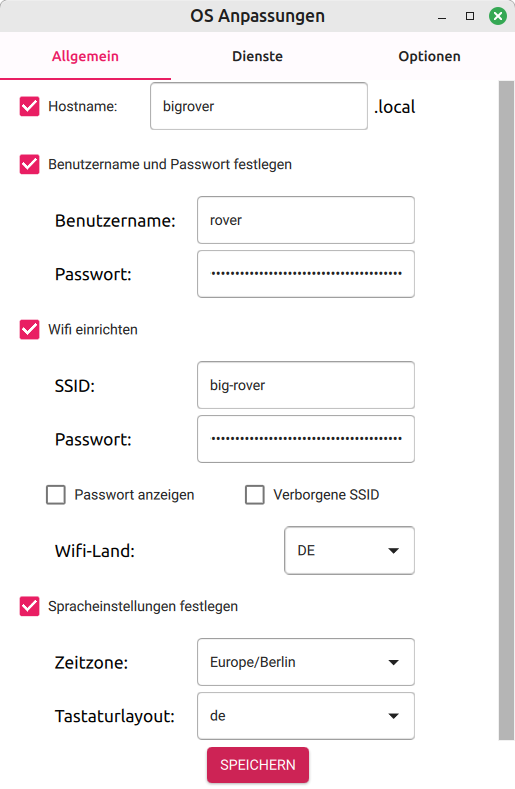 OS Anpassungen
Allgemein Dienste Optionen
Hostname: bigrover .local
Benutzername und Passwort festlegen
Benutzername: rover
Passwort: ••••••••••••••••••••••••••••••••••••••••
Wifi einrichten
SSID: big-rover
Passwort: ••••••••••••••••••••••••••••••••••••••••
Passwort anzeigen Verborgene SSID
Wifi-Land: DE
Spracheinstellungen festlegen
Zeitzone: Europe/Berlin
Tastaturlayout: de
SPEICHERN